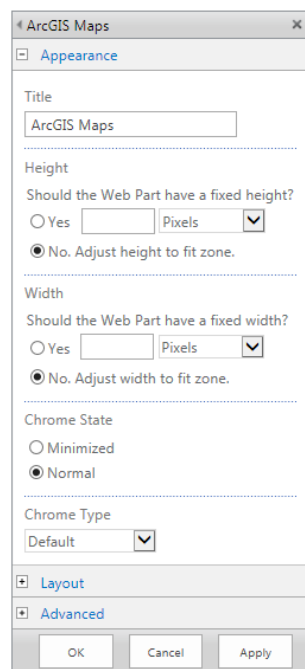 ArcGIS Maps
Appearance
Title
ArcGIS Maps
Height
Should the Web Part have a fixed height?
Yes Pixels
No. Adjust height to fit zone.
Width
Should the Web Part have a fixed width?
Yes Pixels
No. Adjust width to fit zone.
Chrome State
Minimized
Normal
Chrome Type
Default
Layout
Advanced
OK Cancel Apply